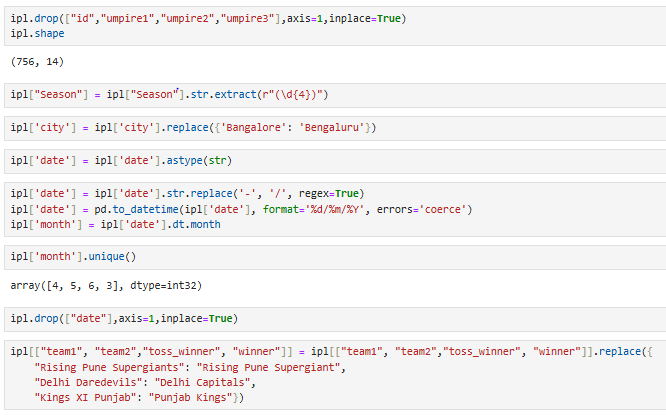 ipl.drop(["id","umpire1","umpire2","umpire3"],axis=1,inplace=True)
ipl.shape
(756, 14)
ipl["Season"] = ipl["Season"].str.extract(r"(\d{4})")
ipl['city'] = ipl['city'].replace({'Bangalore': 'Bengaluru'})
ipl['date'] = ipl['date'].astype(str)
ipl['date'] = ipl['date'].str.replace('-', '/', regex=True)
ipl['date'] = pd.to_datetime(ipl['date'], format='%d/%m/%Y', errors='coerce')
ipl['month'] = ipl['date'].dt.month
ipl['month'].unique()
array([4, 5, 6, 3], dtype=int32)
ipl.drop(["date"],axis=1,inplace=True)
ipl[["team1", "team2","toss_winner", "winner"]] = ipl[["team1", "team2","toss_winner", "winner"]].replace({
    "Rising Pune Supergiants": "Rising Pune Supergiant",
    "Delhi Daredevils": "Delhi Capitals",
    "Kings XI Punjab": "Punjab Kings"})